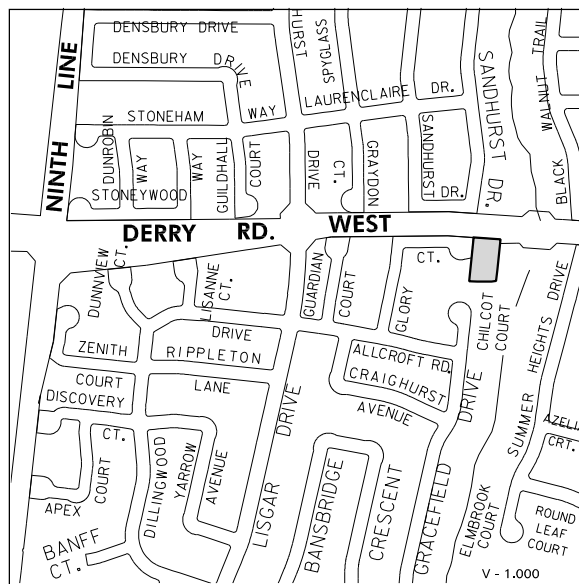 DENSBURY DRIVE
DENSBURY DRIVE
NINTH LINE
HURST
SPYGLASS
LAURENCLAIRE DR.
SANDHURST DR.
WALNUT TRAIL
BLACK
STONEHAM WAY
DUNROBIN
WAY
STONEYWOOD
WAY
GUILDHALL
COURT
DRIVE
CT.
GRAYDON
SANDHURST
DR.
DERRY RD. WEST
DUNNVIEW CT.
LISANNE CT.
GUARDIAN
COURT
GLORY
CT.
CHILCOT COURT
SUMMER HEIGHTS DRIVE
ZENITH
DRIVE
RIPPLETON
ALLCROFT RD.
CRAIGHURST
AVENUE
COURT
DISCOVERY
LANE
CT.
COURT
APEX
BANFF CT.
DILLINGWOOD
YARROW
AVENUE
LISGAR
DRIVE
BANSBRIDGE
CRESCENT
GRACEFIELD
DRIVE
ELMBROOK COURT
AZELI
CRT.
ROUND
LEAF
COURT
V - 1.000